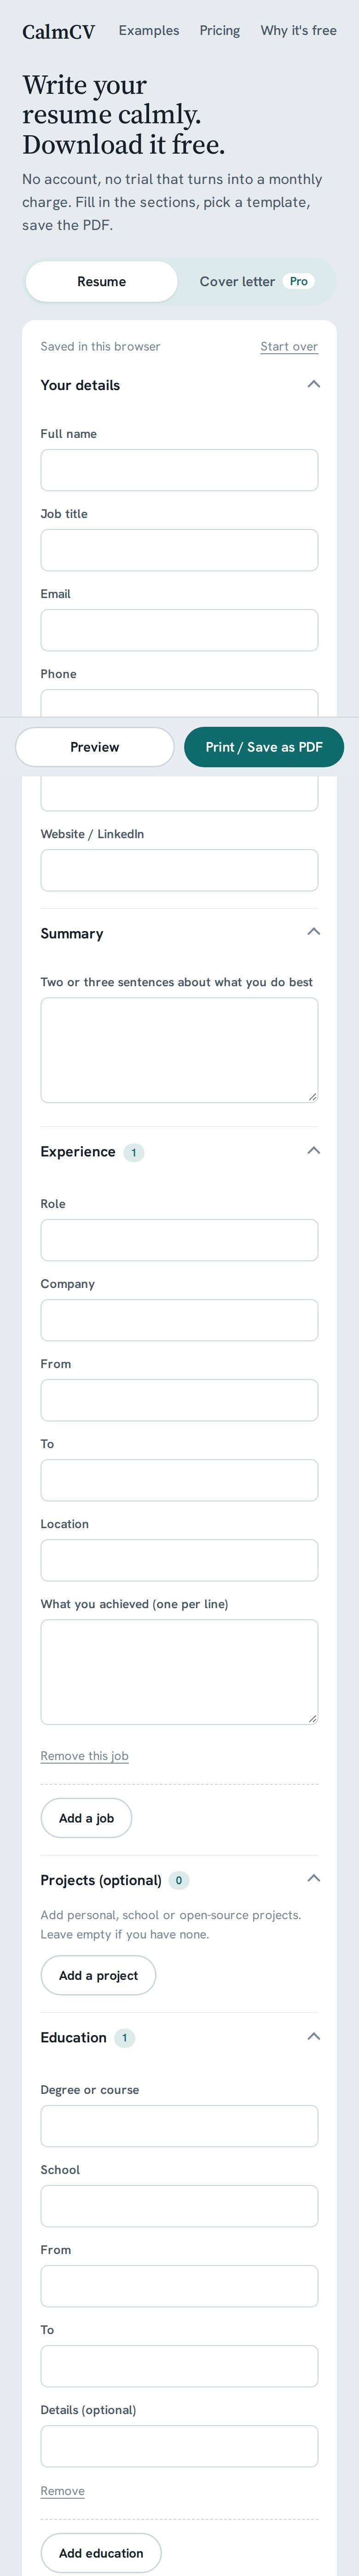 CalmCV Examples Pricing Why it's free
Write your
resume calmly.
Download it free.
No account, no trial that turns into a monthly
charge. Fill in the sections, pick a template,
save the PDF.
Resume Cover letter Pro
Saved in this browser Start over
Your details
Full name
Job title
Email
Phone
Preview Print / Save as PDF
Website / LinkedIn
Summary
Two or three sentences about what you do best
Experience 1
Role
Company
From
To
Location
What you achieved (one per line)
Remove this job
Add a job
Projects (optional) 0
Add personal, school or open-source projects.
Leave empty if you have none.
Add a project
Education 1
Degree or course
School
From
To
Details (optional)
Remove
Add education